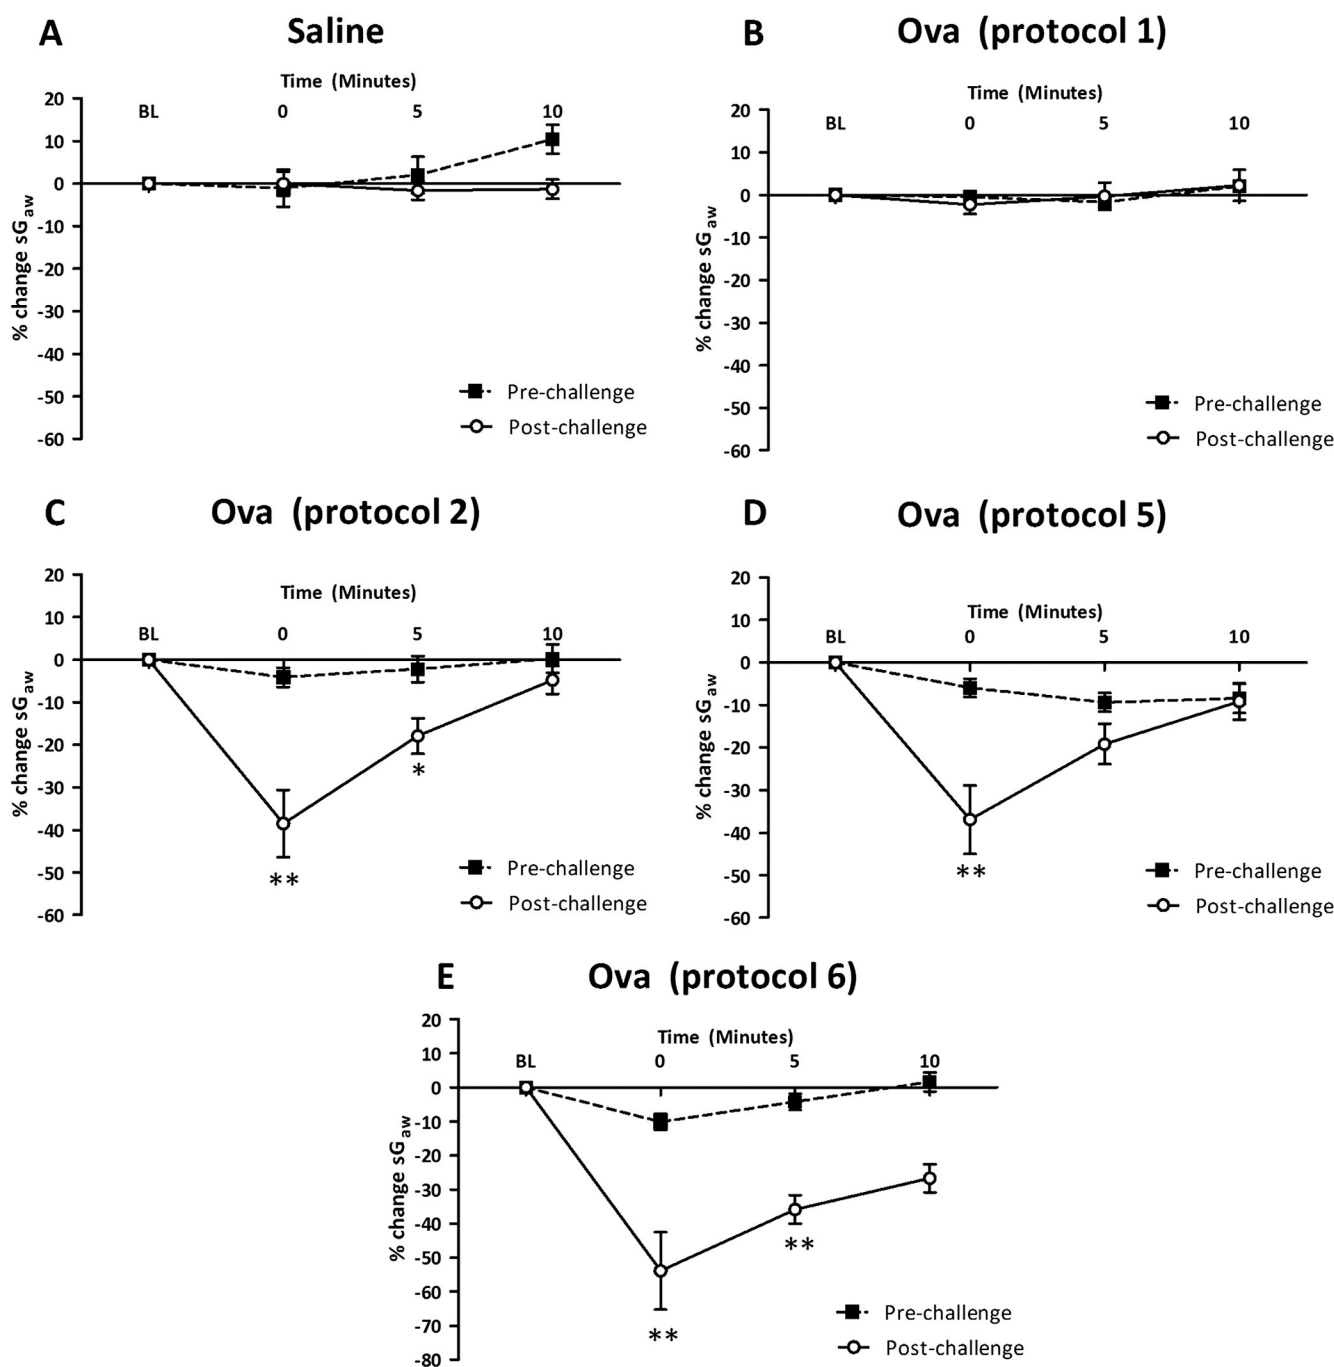 A
Saline
Time (Minutes)
BL 0 5 10
20
10
0
-10
-20
-30
-40
-50
-60
% change sGaw
Pre-challenge
Post-challenge
B
Ova (protocol 1)
Time (Minutes)
BL 0 5 10
20
10
0
-10
-20
-30
-40
-50
-60
% change sGaw
Pre-challenge
Post-challenge
C
Ova (protocol 2)
Time (Minutes)
BL 0 5 10
20
10
0
-10
-20
-30
-40
-50
-60
% change sGaw
*
**
Pre-challenge
Post-challenge
D
Ova (protocol 5)
Time (Minutes)
BL 0 5 10
20
10
0
-10
-20
-30
-40
-50
-60
% change sGaw
**
Pre-challenge
Post-challenge
E
Ova (protocol 6)
Time (Minutes)
BL 0 5 10
20
10
0
-10
-20
-30
-40
-50
-60
-70
-80
% change sGaw
**
**
Pre-challenge
Post-challenge